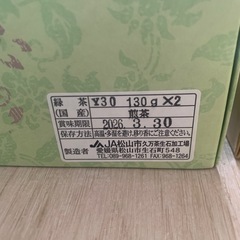 緑茶 ¥30 130g×2
(国産) 煎茶
賞味期限 2026. 3.30
保存方法 高温・多湿を避け、移り香にご注意ください。
製造者 JA松山市久万茶生石加工場
愛媛県松山市生石町548
TEL:089-968-1261 FAX:968-1264